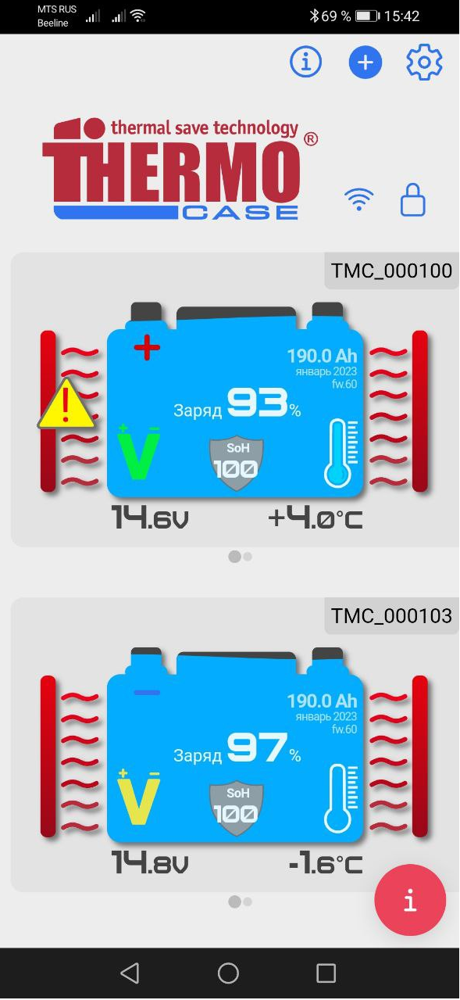 MTS RUS
Beeline
69 %
15:42
thermal save technology
THERMO®
CASE
TMC_000100
+
190.0 Ah
январь 2023
fw.60
Заряд 93%
+ -
V
SoH
100
14.6V
+4.0°C
TMC_000103
190.0 Ah
январь 2023
fw.60
Заряд 97%
+ -
V
SoH
100
14.8V
-1.6°C